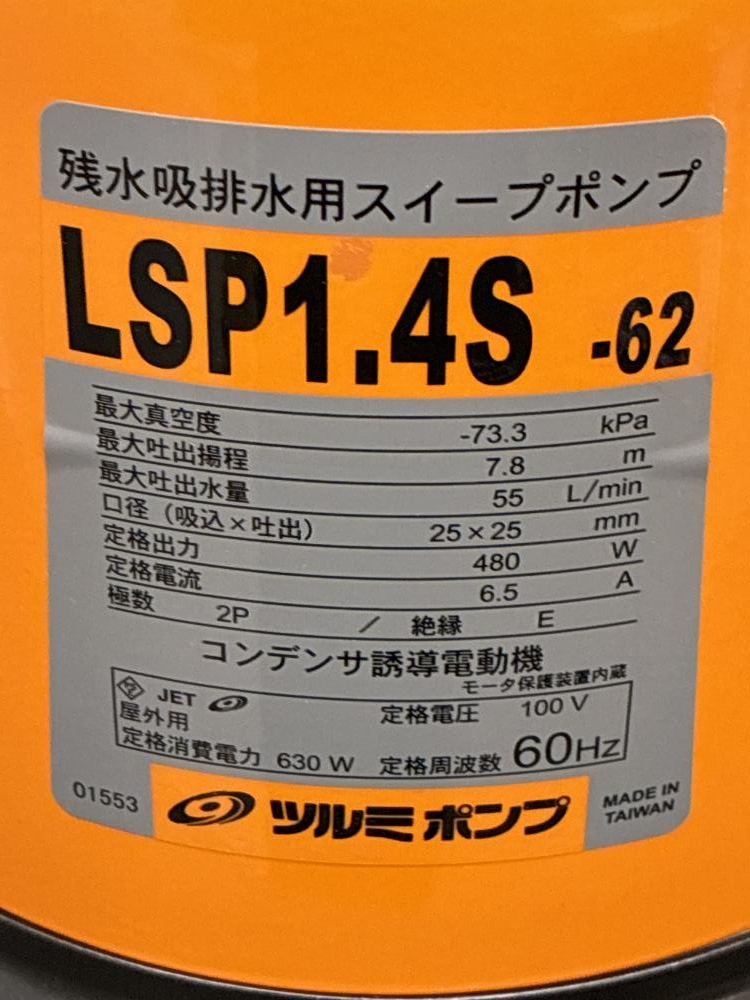 残水吸排水用スイープポンプ
LSP1.4S -62
最大真空度 -73.3 kPa
最大吐出揚程 7.8 m
最大吐出水量 55 L/min
口径（吸込×吐出） 25×25 mm
定格出力 480 W
定格電流 6.5 A
極数 2P / 絶縁 E
コンデンサ誘導電動機
モータ保護装置内蔵
JET
屋外用 定格電圧 100 V
定格消費電力 630 W 定格周波数 60Hz
01553 ツルミポンプ MADE IN
TAIWAN